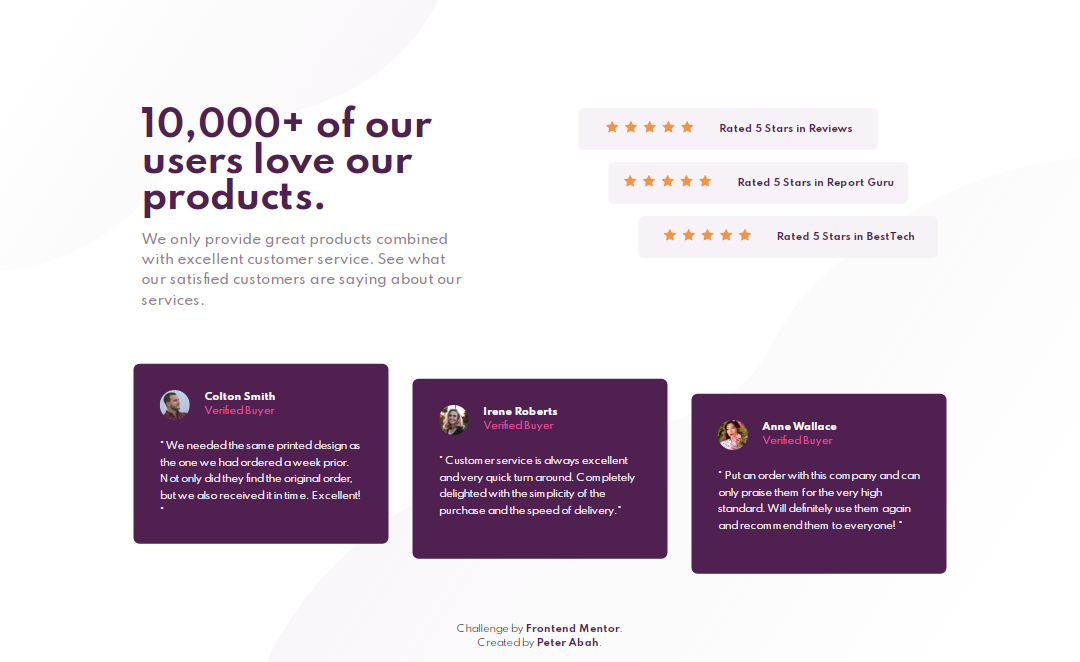 10,000+ of our
users love our
products.
We only provide great products combined
with excellent customer service. See what
our satisfied customers are saying about our
services.
Rated 5 Stars in Reviews
Rated 5 Stars in Report Guru
Rated 5 Stars in BestTech
Colton Smith
Verified Buyer
" We needed the same printed design as
the one we had ordered a week prior.
Not only did they find the original order,
but we also received it in time. Excellent!
"
Irene Roberts
Verified Buyer
" Customer service is always excellent
and very quick turn around. Completely
delighted with the simplicity of the
purchase and the speed of delivery."
Anne Wallace
Verified Buyer
" Put an order with this company and can
only praise them for the very high
standard. Will definitely use them again
and recommend them to everyone! "
Challenge by Frontend Mentor.
Created by Peter Abah.